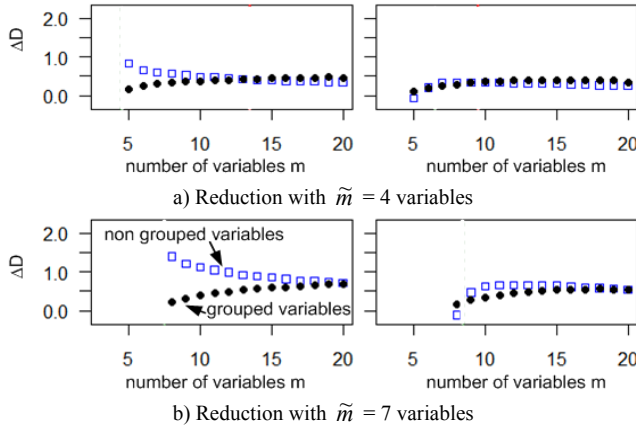 ΔD
2.0
1.0
0.0
5 10 15 20 5 10 15 20
number of variables m number of variables m
a) Reduction with m̃ = 4 variables
ΔD
2.0
1.0
0.0
non grouped variables
grouped variables
5 10 15 20 5 10 15 20
number of variables m number of variables m
b) Reduction with m̃ = 7 variables